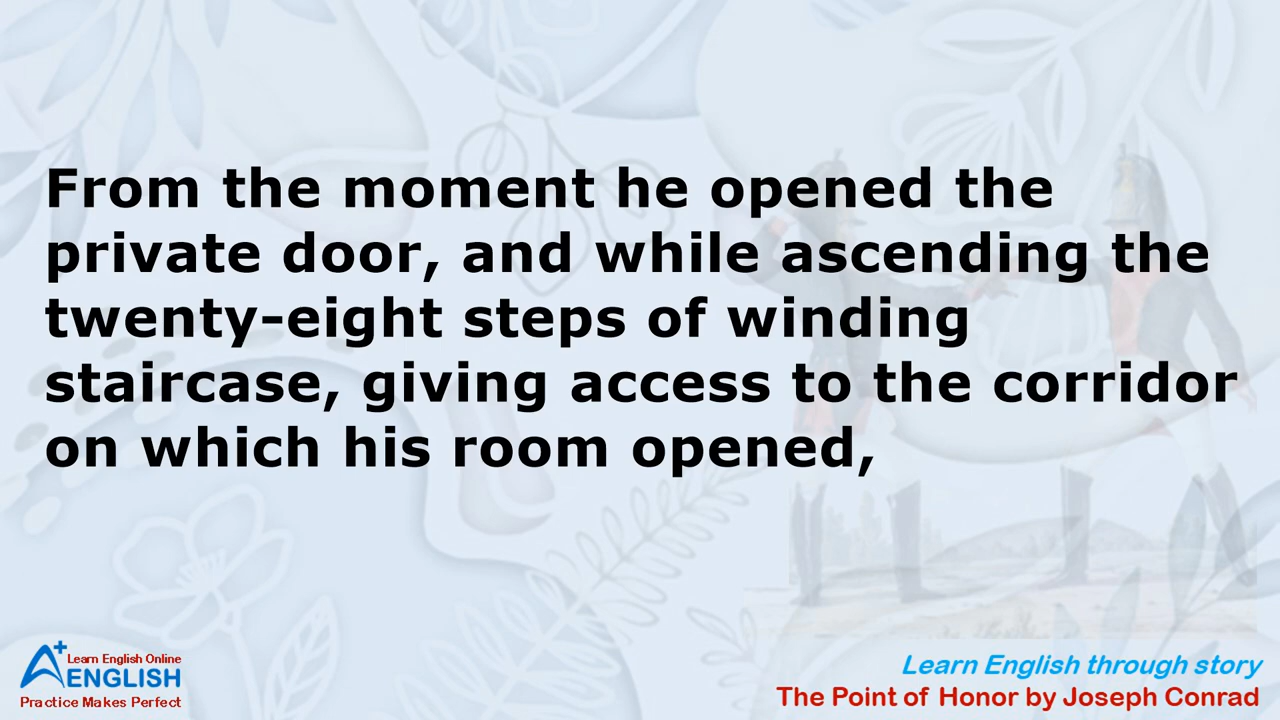 From the moment he opened the
private door, and while ascending the
twenty-eight steps of winding
staircase, giving access to the corridor
on which his room opened,
A+
Learn English Online
ENGLISH
Practice Makes Perfect
Learn English through story
The Point of Honor by Joseph Conrad